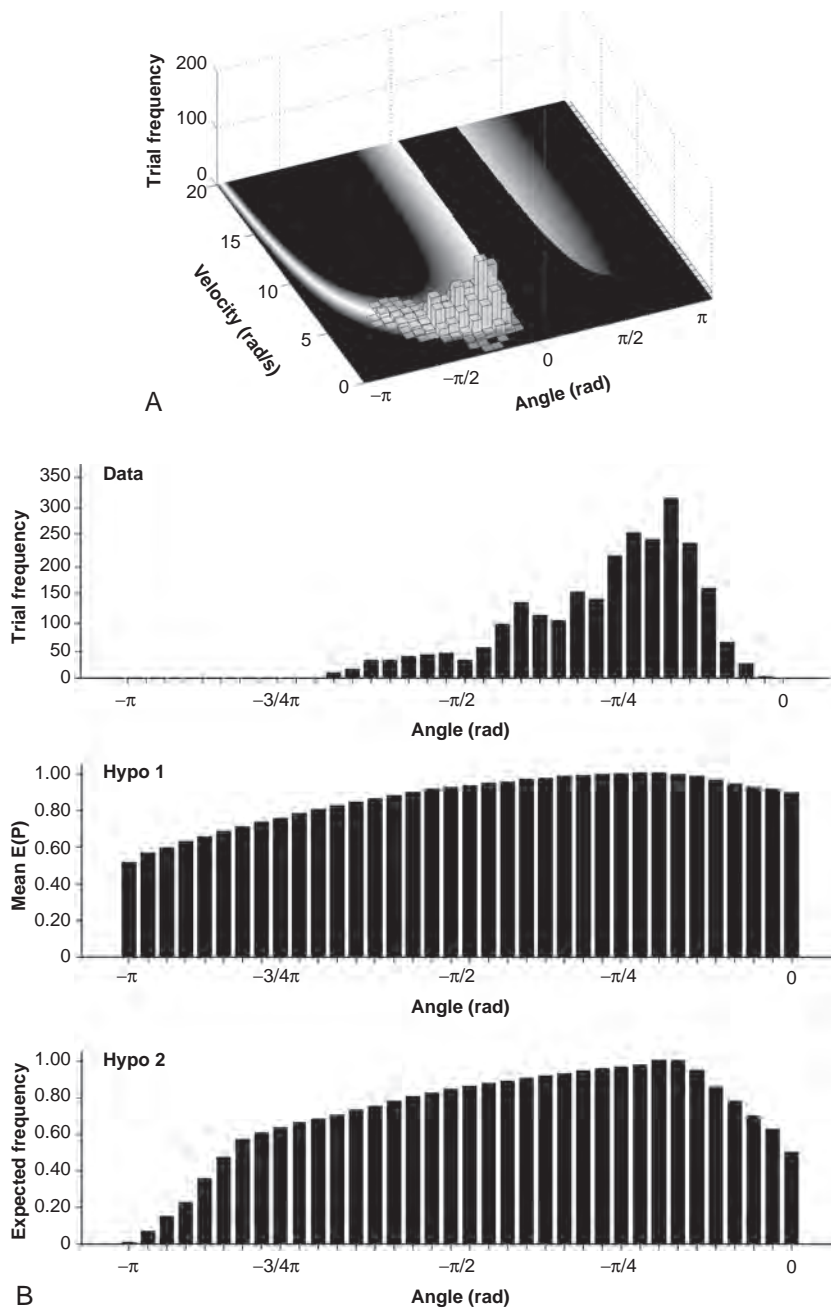 200
100
0
Trial frequency
20
15
10
5
0
Velocity (rad/s)
−π
−π/2
0
π/2
π
Angle (rad)
A
Data
350
300
250
200
150
100
50
0
Trial frequency
−π
−3/4π
−π/2
−π/4
0
Angle (rad)
Hypo 1
1.00
0.80
0.60
0.40
0.20
0
Mean E(P)
−π
−3/4π
−π/2
−π/4
0
Angle (rad)
Hypo 2
1.00
0.80
0.60
0.40
0.20
0
Expected frequency
−π
−3/4π
−π/2
−π/4
0
Angle (rad)
B